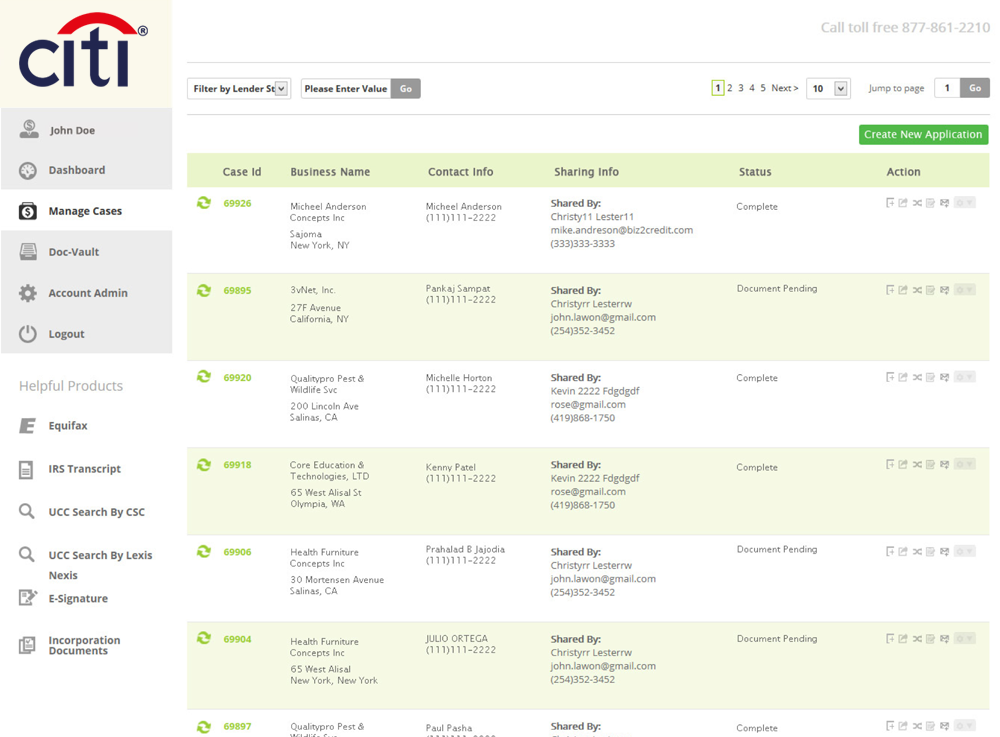 citi®
Call toll free 877-861-2210
Filter by Lender St
Please Enter Value
Go
1 2 3 4 5 Next >
10
Jump to page
1
Go
John Doe
Dashboard
Manage Cases
Doc-Vault
Account Admin
Logout
Helpful Products
Equifax
IRS Transcript
UCC Search By CSC
UCC Search By Lexis
Nexis
E-Signature
Incorporation
Documents
Create New Application
Case Id Business Name Contact Info Sharing Info Status Action
69926
Micheel Anderson
Concepts Inc
Sajoma
New York, NY
Micheel Anderson
(111)111-2222
Shared By:
Christy11 Lester11
mike.andreson@biz2credit.com
(333)333-3333
Complete
69895
3vNet, Inc.
27F Avenue
California, NY
Pankaj Sampat
(111)111-2222
Shared By:
Christyrr Lesterrw
john.lawon@gmail.com
(254)352-3452
Document Pending
69920
Qualitypro Pest &
Wildlife Svc
200 Lincoln Ave
Salinas, CA
Michelle Horton
(111)111-2222
Shared By:
Kevin 2222 Fdgdgdf
rose@gmail.com
(419)868-1750
Complete
69918
Core Education &
Technologies, LTD
65 West Alisal St
Olympia, WA
Kenny Patel
(111)111-2222
Shared By:
Kevin 2222 Fdgdgdf
rose@gmail.com
(419)868-1750
Complete
69906
Health Furniture
Concepts Inc
30 Mortensen Avenue
Salinas, CA
Prahalad B Jajodia
(111)111-2222
Shared By:
Christyrr Lesterrw
john.lawon@gmail.com
(254)352-3452
Document Pending
69904
Health Furniture
Concepts Inc
65 West Alisal
New York, New York
JULIO ORTEGA
(111)111-2222
Shared By:
Christyrr Lesterrw
john.lawon@gmail.com
(254)352-3452
Document Pending
69897
Qualitypro Pest &
Paul Pasha
Shared By:
Complete